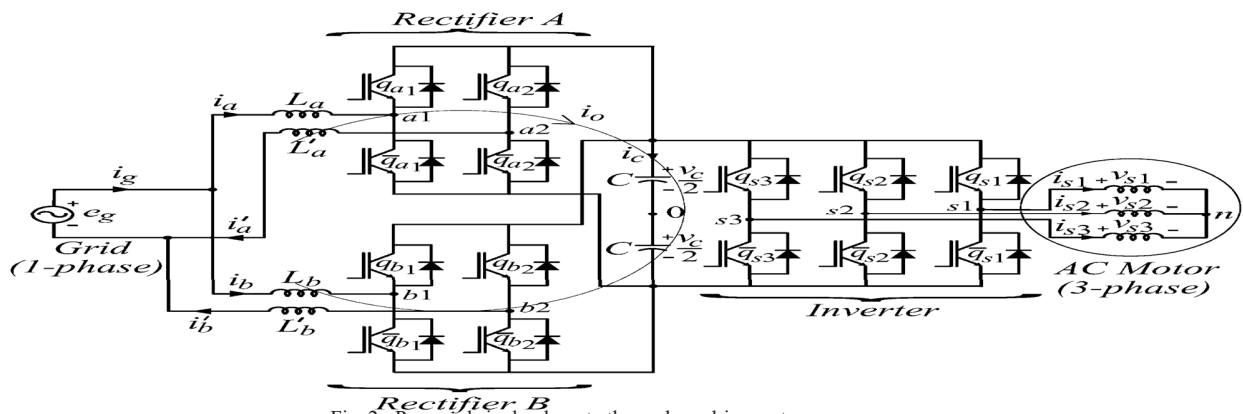 Rectifier A
q_a1
q_a2
i_a
L_a
a1
i_o
L'_a
a2
i_g
q̄_a1
q̄_a2
i_c
C
+ v_c/2 -
q_s3
q_s2
q_s1
i_s1 + v_s1 -
+ e_g -
i'_a
0
s3
s2
s1
i_s2 + v_s2 -
n
Grid
(1-phase)
C
+ v_c/2 -
i_s3 + v_s3 -
q_b1
q_b2
q̄_s3
q̄_s2
q̄_s1
AC Motor
(3-phase)
i_b
L_b
b1
Inverter
i'_b
L'_b
b2
q̄_b1
q̄_b2
Rectifier B